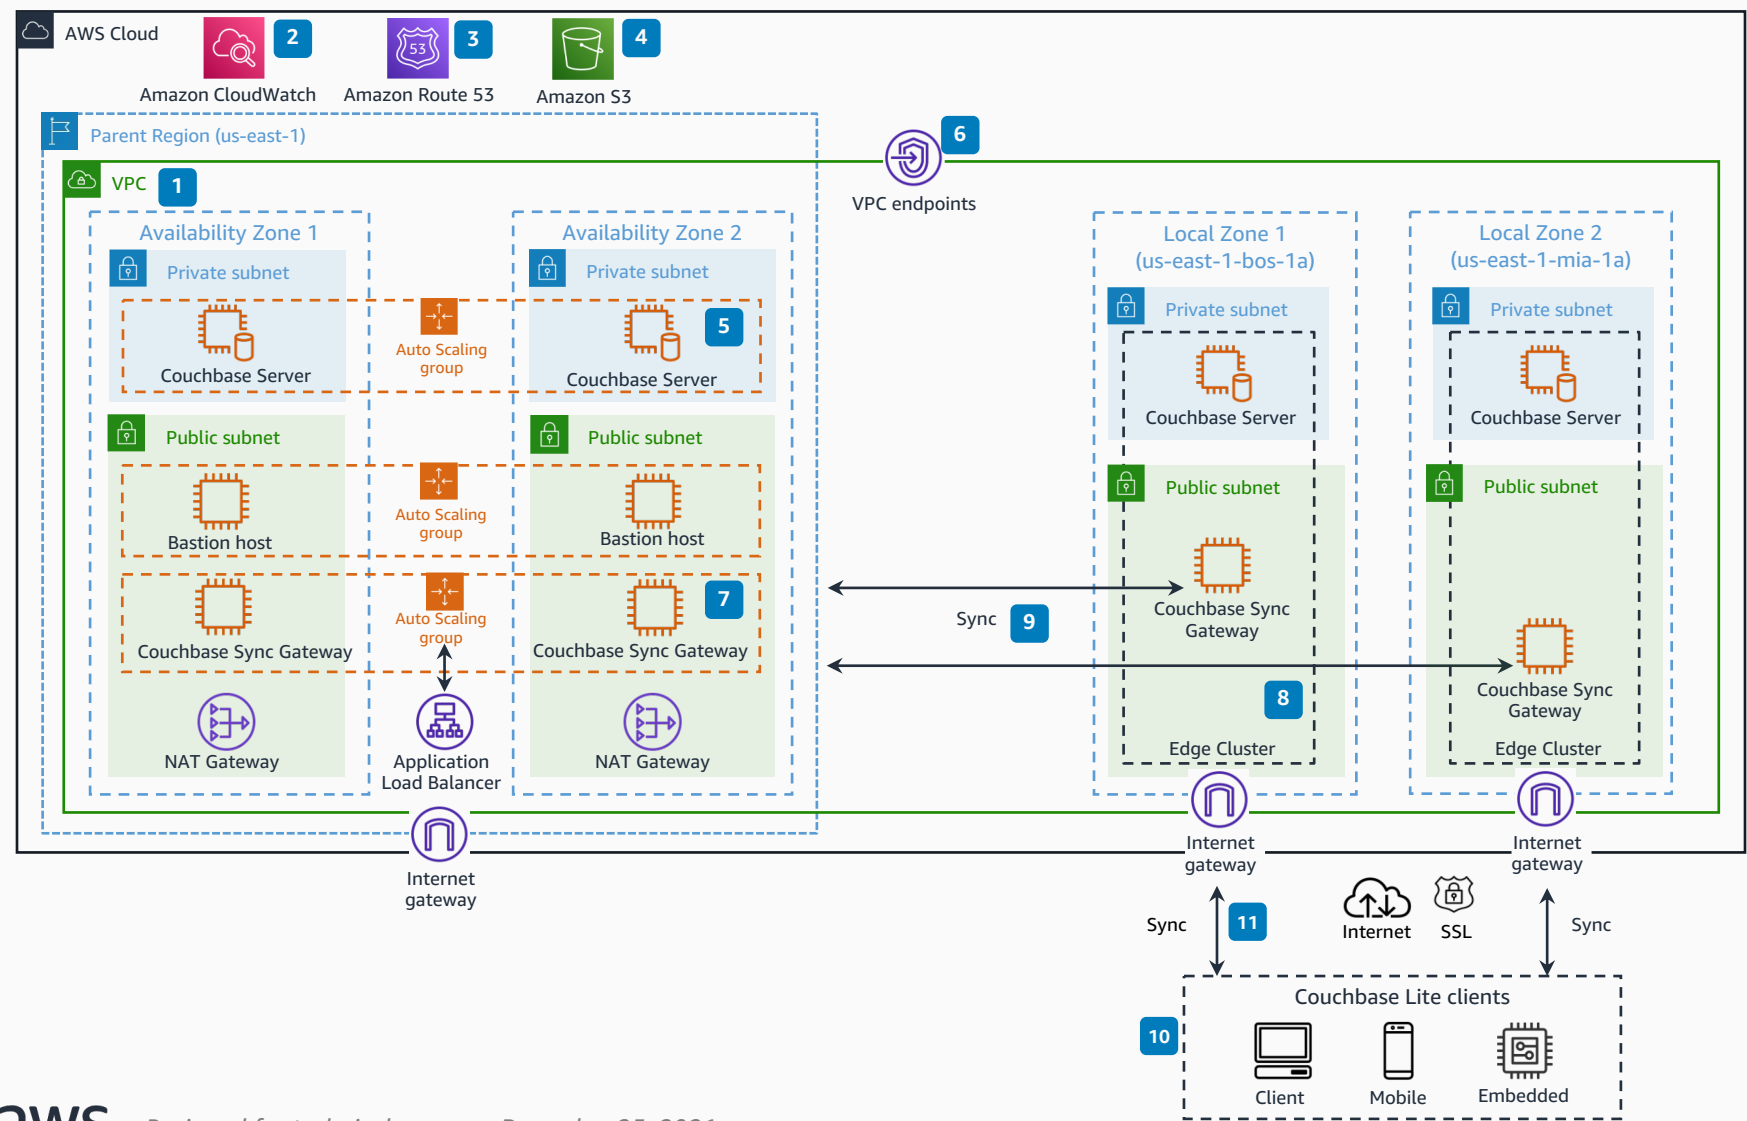 AWS Cloud
2
3
4
53
Amazon CloudWatch
Amazon Route 53
Amazon S3
Parent Region (us-east-1)
6
VPC
1
VPC endpoints
Availability Zone 1
Availability Zone 2
Local Zone 1
(us-east-1-bos-1a)
Local Zone 2
(us-east-1-mia-1a)
Private subnet
Private subnet
Private subnet
Private subnet
5
Auto Scaling
group
Couchbase Server
Couchbase Server
Couchbase Server
Couchbase Server
Public subnet
Public subnet
Public subnet
Public subnet
Auto Scaling
group
Bastion host
Bastion host
7
Auto Scaling
group
Couchbase Sync Gateway
Couchbase Sync Gateway
Sync
9
Couchbase Sync
Gateway
Couchbase Sync
Gateway
8
NAT Gateway
Application
Load Balancer
NAT Gateway
Edge Cluster
Edge Cluster
Internet
gateway
Internet
gateway
Internet
gateway
Sync
11
Internet
SSL
Sync
Couchbase Lite clients
10
Client
Mobile
Embedded
aws